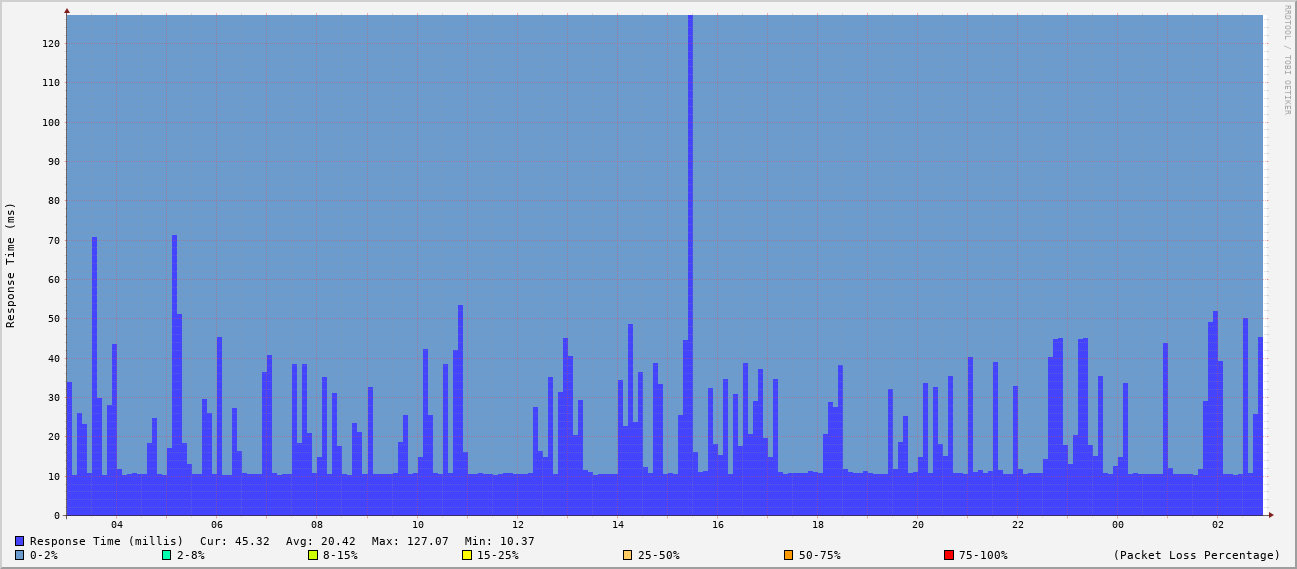 RRDTOOL / TOBI OETIKER
Response Time (ms)
120
110
100
90
80
70
60
50
40
30
20
10
0
04 06 08 10 12 14 16 18 20 22 00 02
Response Time (millis) Cur: 45.32 Avg: 20.42 Max: 127.07 Min: 10.37
0-2% 2-8% 8-15% 15-25% 25-50% 50-75% 75-100% (Packet Loss Percentage)